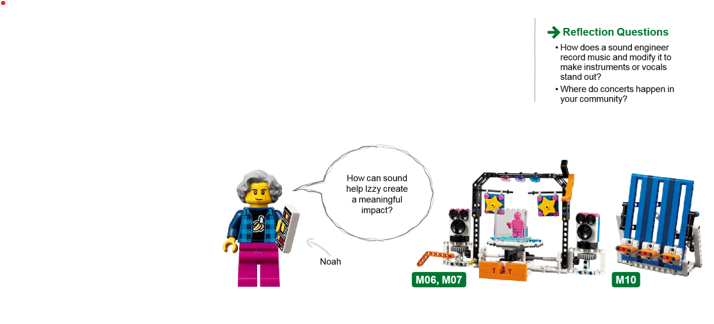 Reflection Questions
• How does a sound engineer
record music and modify it to
make instruments or vocals
stand out?
• Where do concerts happen in
your community?
How can sound
help Izzy create
a meaningful
impact?
Noah
M06, M07
M10